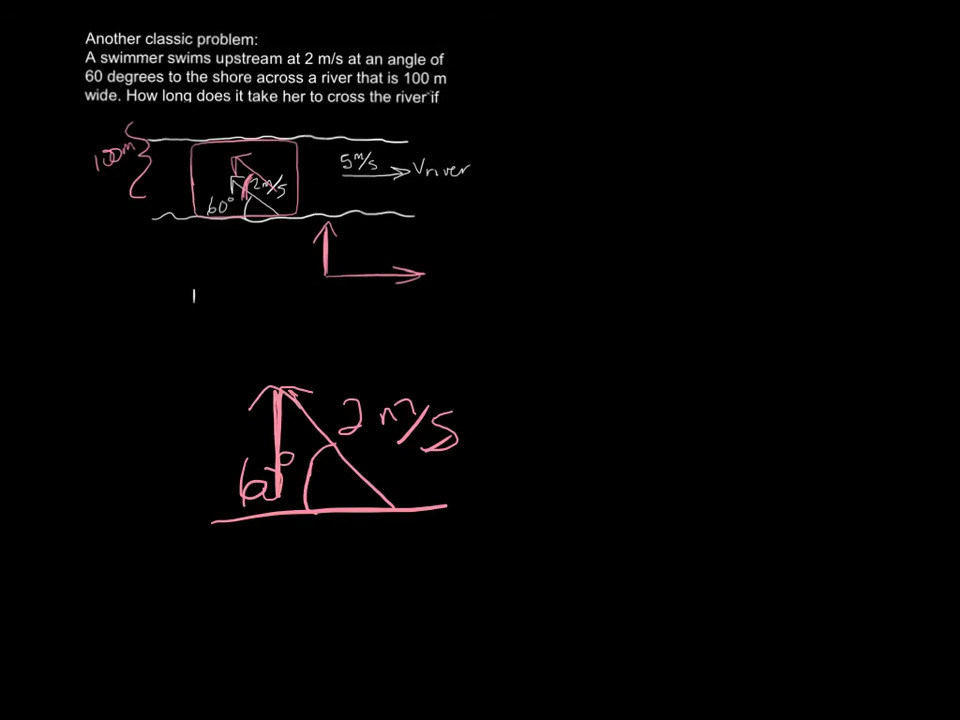 Another classic problem:
A swimmer swims upstream at 2 m/s at an angle of
60 degrees to the shore across a river that is 100 m
wide. How long does it take her to cross the river if
100m
5 m/s
Vriver
2 m/s
60°
2 m/s
60°